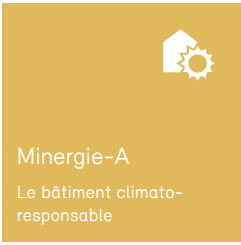 Minergie-A
Le bâtiment climato-
responsable